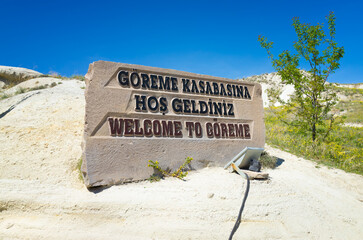 GÖREME KASABASINA
HOŞ GELDİNİZ
WELCOME TO GÖREME